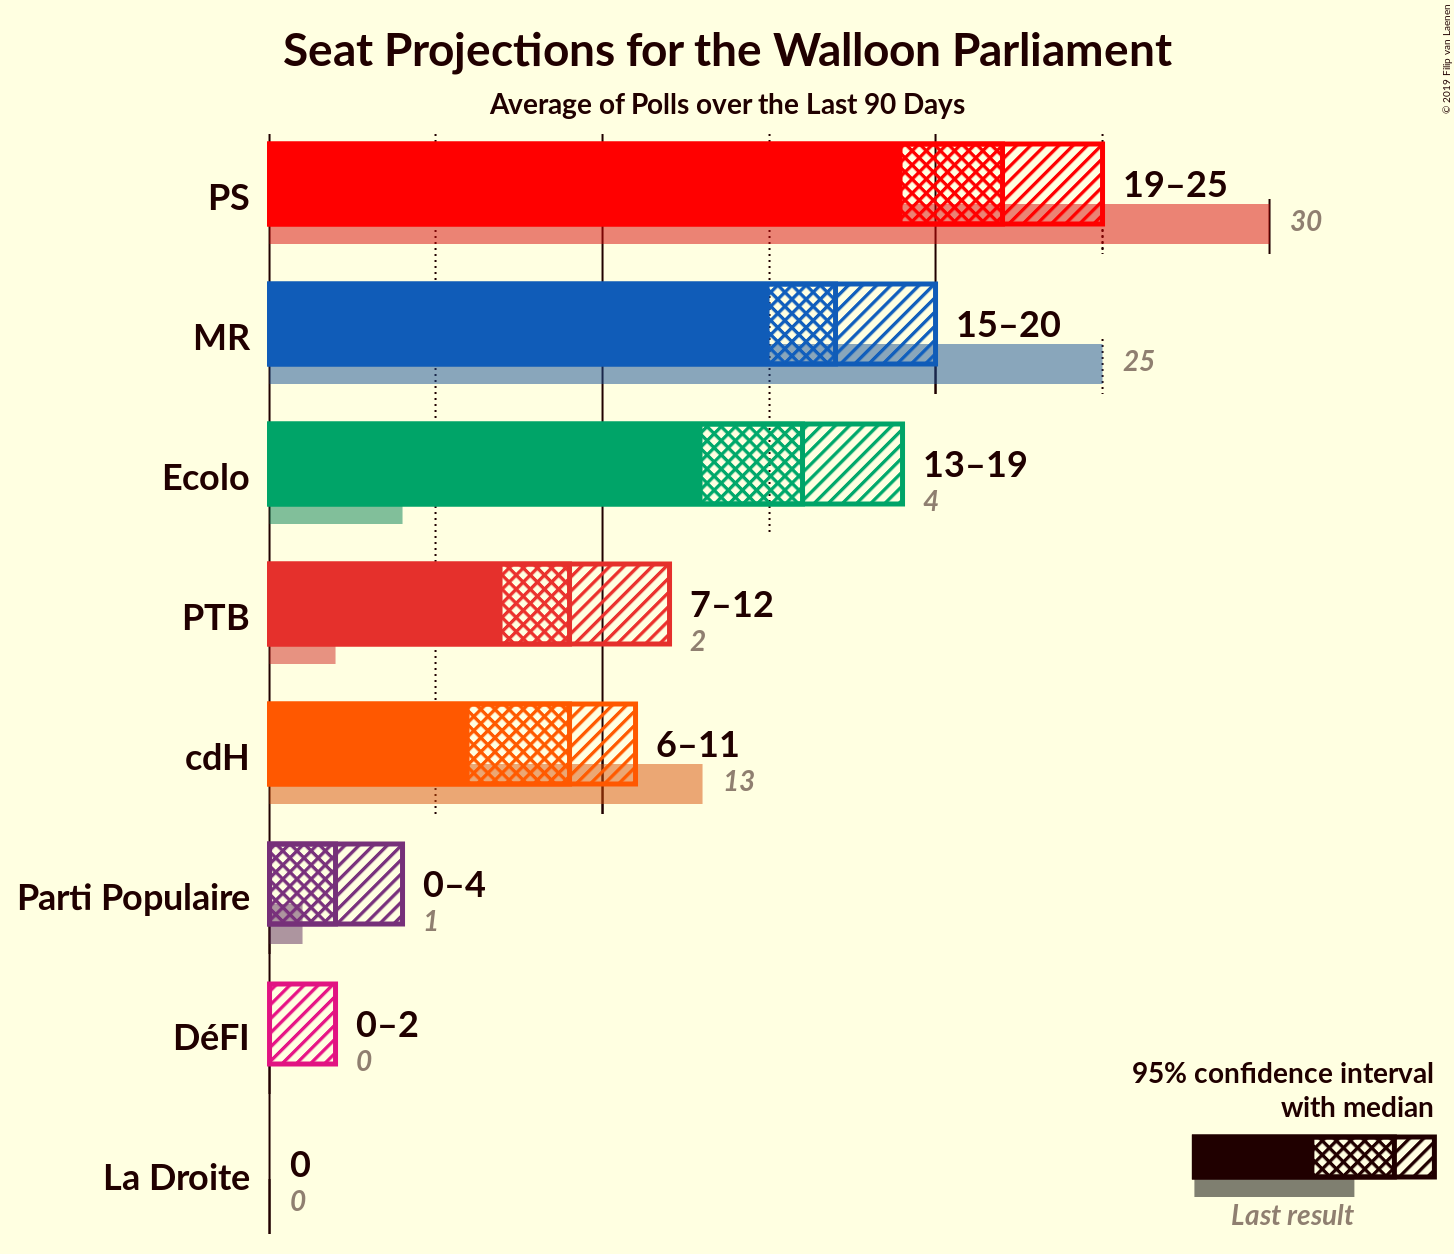 Seat Projections for the Walloon Parliament
Average of Polls over the Last 90 Days
© 2019 Filip van Laenen
PS
19–25
30
MR
15–20
25
Ecolo
13–19
4
PTB
7–12
2
cdH
6–11
13
Parti Populaire
0–4
1
DéFI
0–2
0
La Droite
0
0
95% confidence interval
with median
Last result